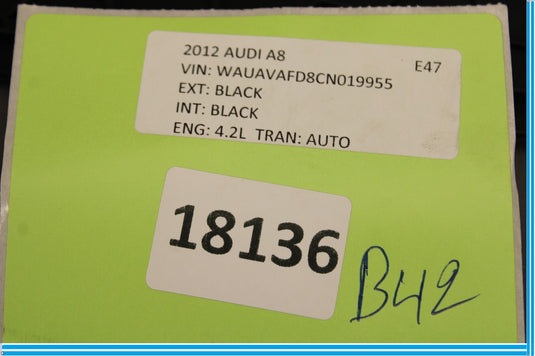 2012 AUDI A8 E47
VIN: WAUAVAFD8CN019955
EXT: BLACK
INT: BLACK
ENG: 4.2L TRAN: AUTO
18136
B42